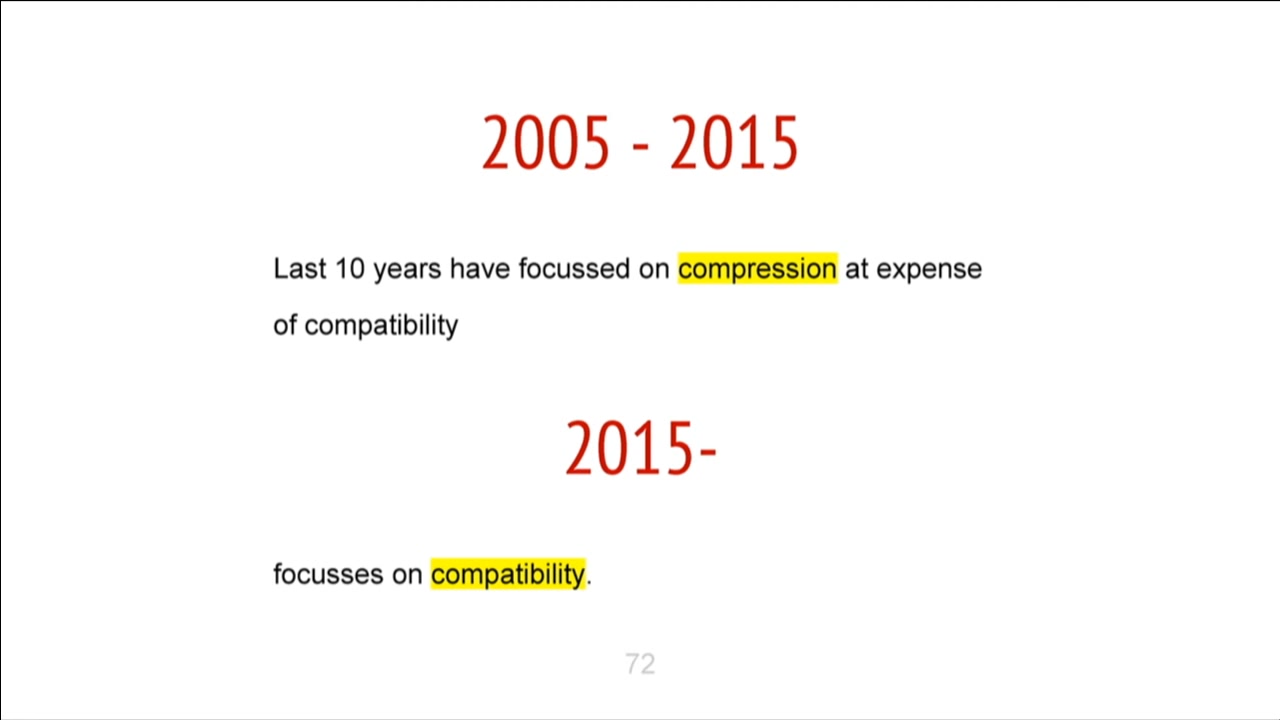 2005 - 2015
Last 10 years have focussed on compression at expense
of compatibility
2015-
focusses on compatibility.
72